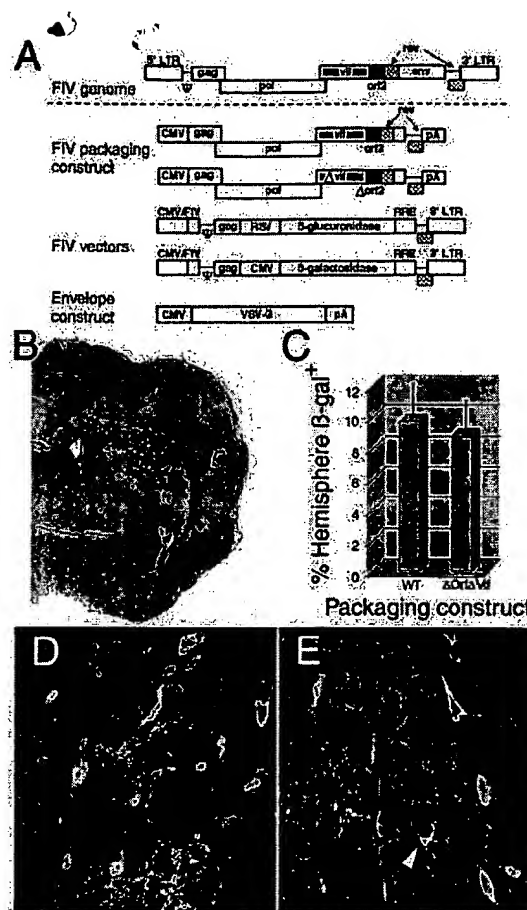 A
rev
5' LTR
gag
env
3' LTR
pol
orf2
FIV genome
Ψ
rev
FIV packaging
construct
CMV
gag
pA
pol
orf2
CMV
gag
pA
pol
Δorf2
FIV vectors
CMV/FIV
gag
RSV
β-glucuronidase
RRE
3' LTR
Ψ
CMV/FIV
gag
CMV
β-galactosidase
RRE
3' LTR
Ψ
Envelope
construct
CMV
VSV-G
pA
B
C
% Hemisphere β-gal+
12
10
8
6
4
2
0
WT
Packaging construct
D
E